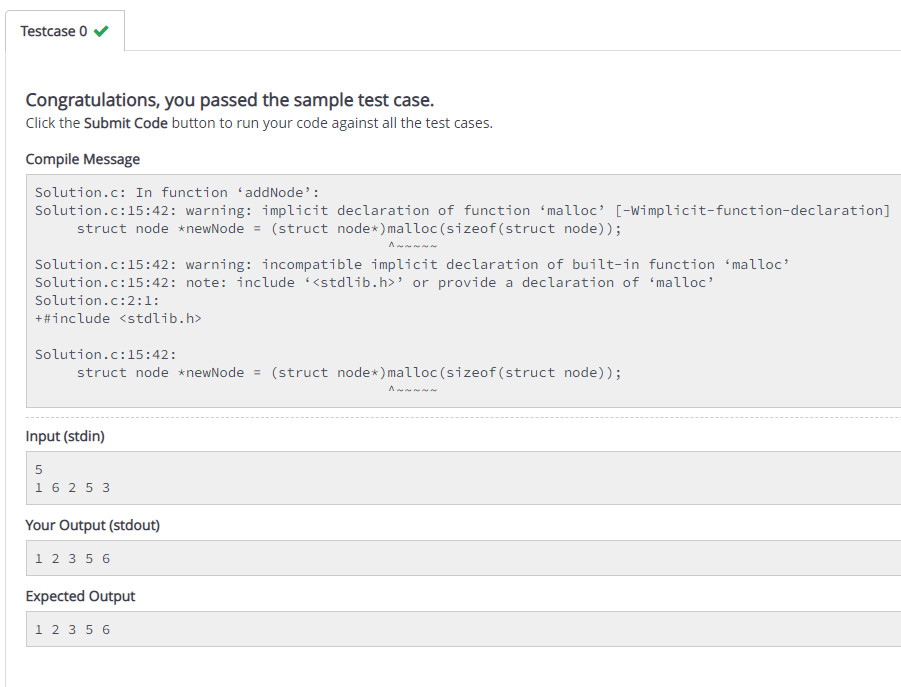 Testcase 0
Congratulations, you passed the sample test case.
Click the Submit Code button to run your code against all the test cases.
Compile Message
Solution.c: In function ‘addNode’:
Solution.c:15:42: warning: implicit declaration of function ‘malloc’ [-Wimplicit-function-declaration]
     struct node *newNode = (struct node*)malloc(sizeof(struct node));
                                          ^~~~~~
Solution.c:15:42: warning: incompatible implicit declaration of built-in function ‘malloc’
Solution.c:15:42: note: include ‘<stdlib.h>’ or provide a declaration of ‘malloc’
Solution.c:2:1:
+#include <stdlib.h>
Solution.c:15:42:
     struct node *newNode = (struct node*)malloc(sizeof(struct node));
                                          ^~~~~~
Input (stdin)
5
1 6 2 5 3
Your Output (stdout)
1 2 3 5 6
Expected Output
1 2 3 5 6